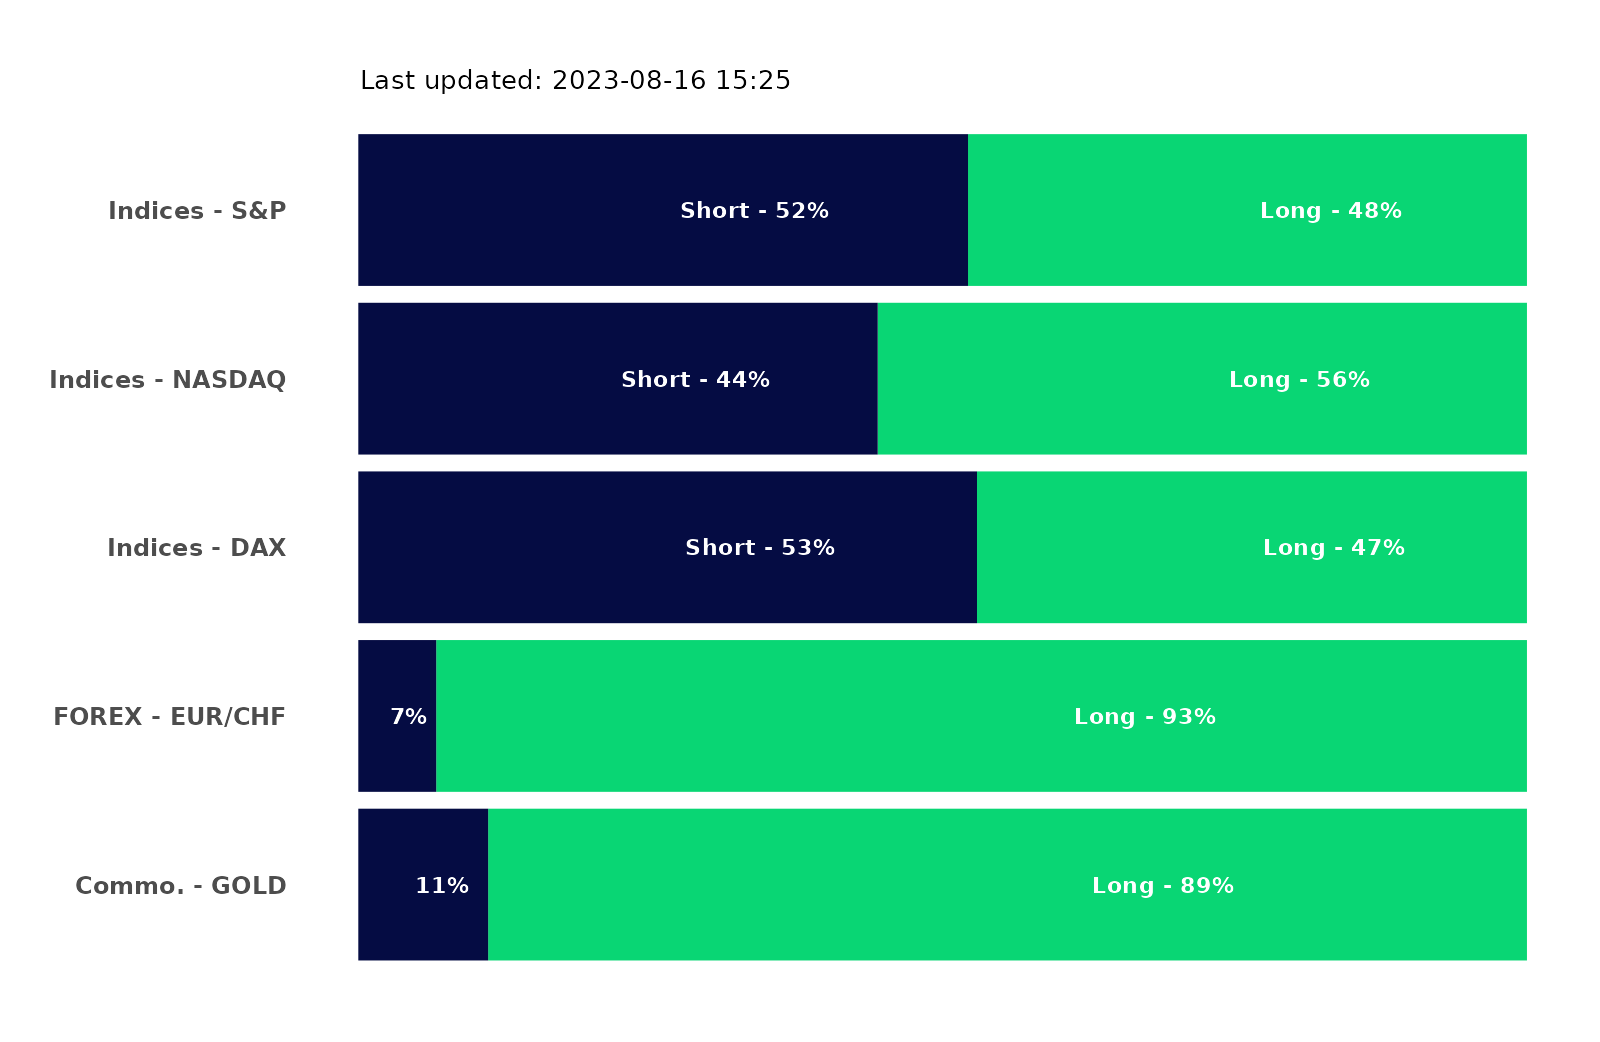 Last updated: 2023-08-16 15:25
Indices - S&P Short - 52% Long - 48%
Indices - NASDAQ Short - 44% Long - 56%
Indices - DAX Short - 53% Long - 47%
FOREX - EUR/CHF 7% Long - 93%
Commo. - GOLD 11% Long - 89%